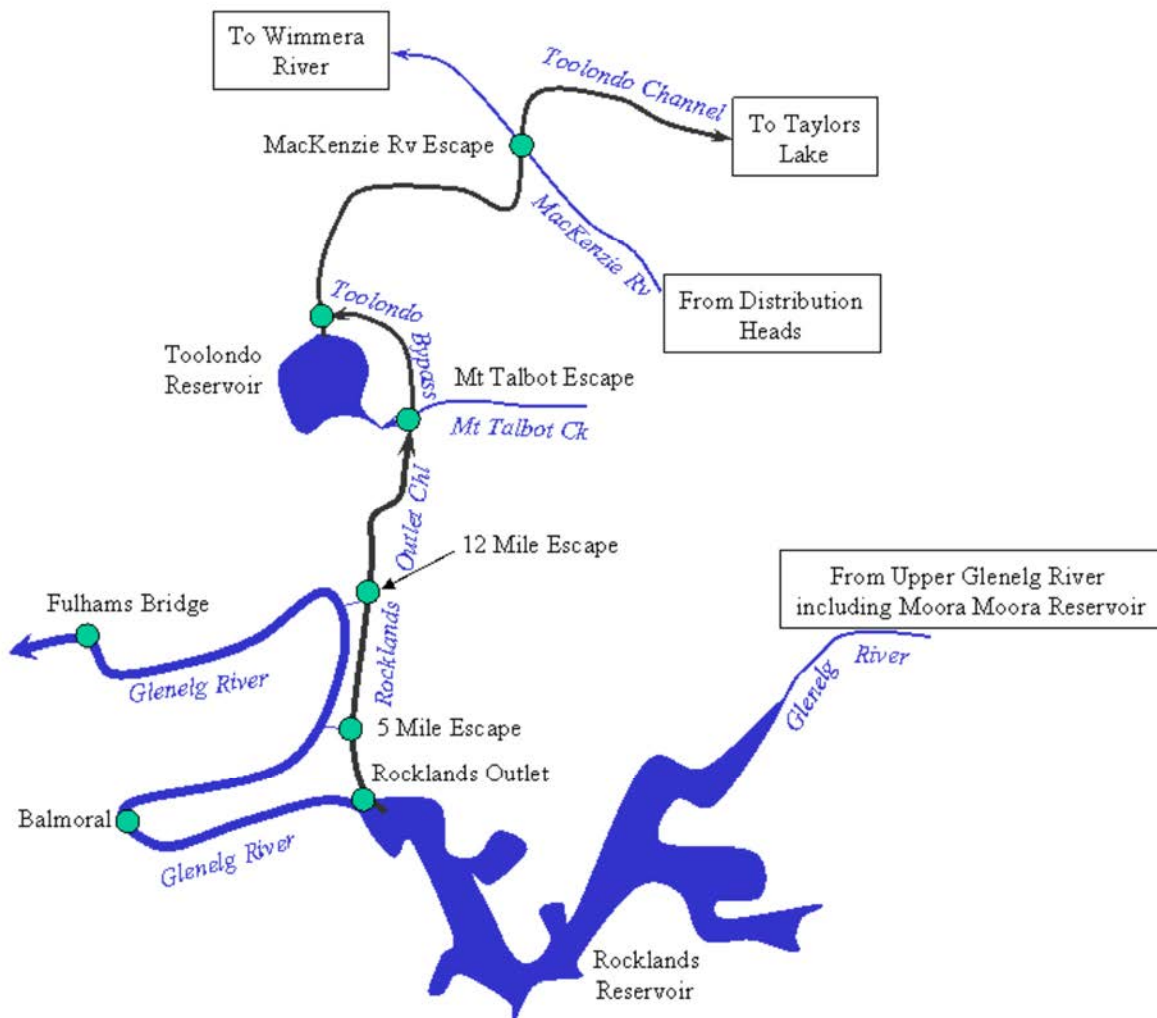 To Wimmera
River
Toolondo Channel
To Taylors
Lake
MacKenzie Rv Escape
MacKenzie Rv
From Distribution
Heads
Toolondo Bypass
Toolondo
Reservoir
Mt Talbot Escape
Mt Talbot Ck
Rocklands Outlet Chl
12 Mile Escape
From Upper Glenelg River
including Moora Moora Reservoir
Fulhams Bridge
Glenelg River
Glenelg River
5 Mile Escape
Rocklands Outlet
Balmoral
Glenelg River
Rocklands
Reservoir